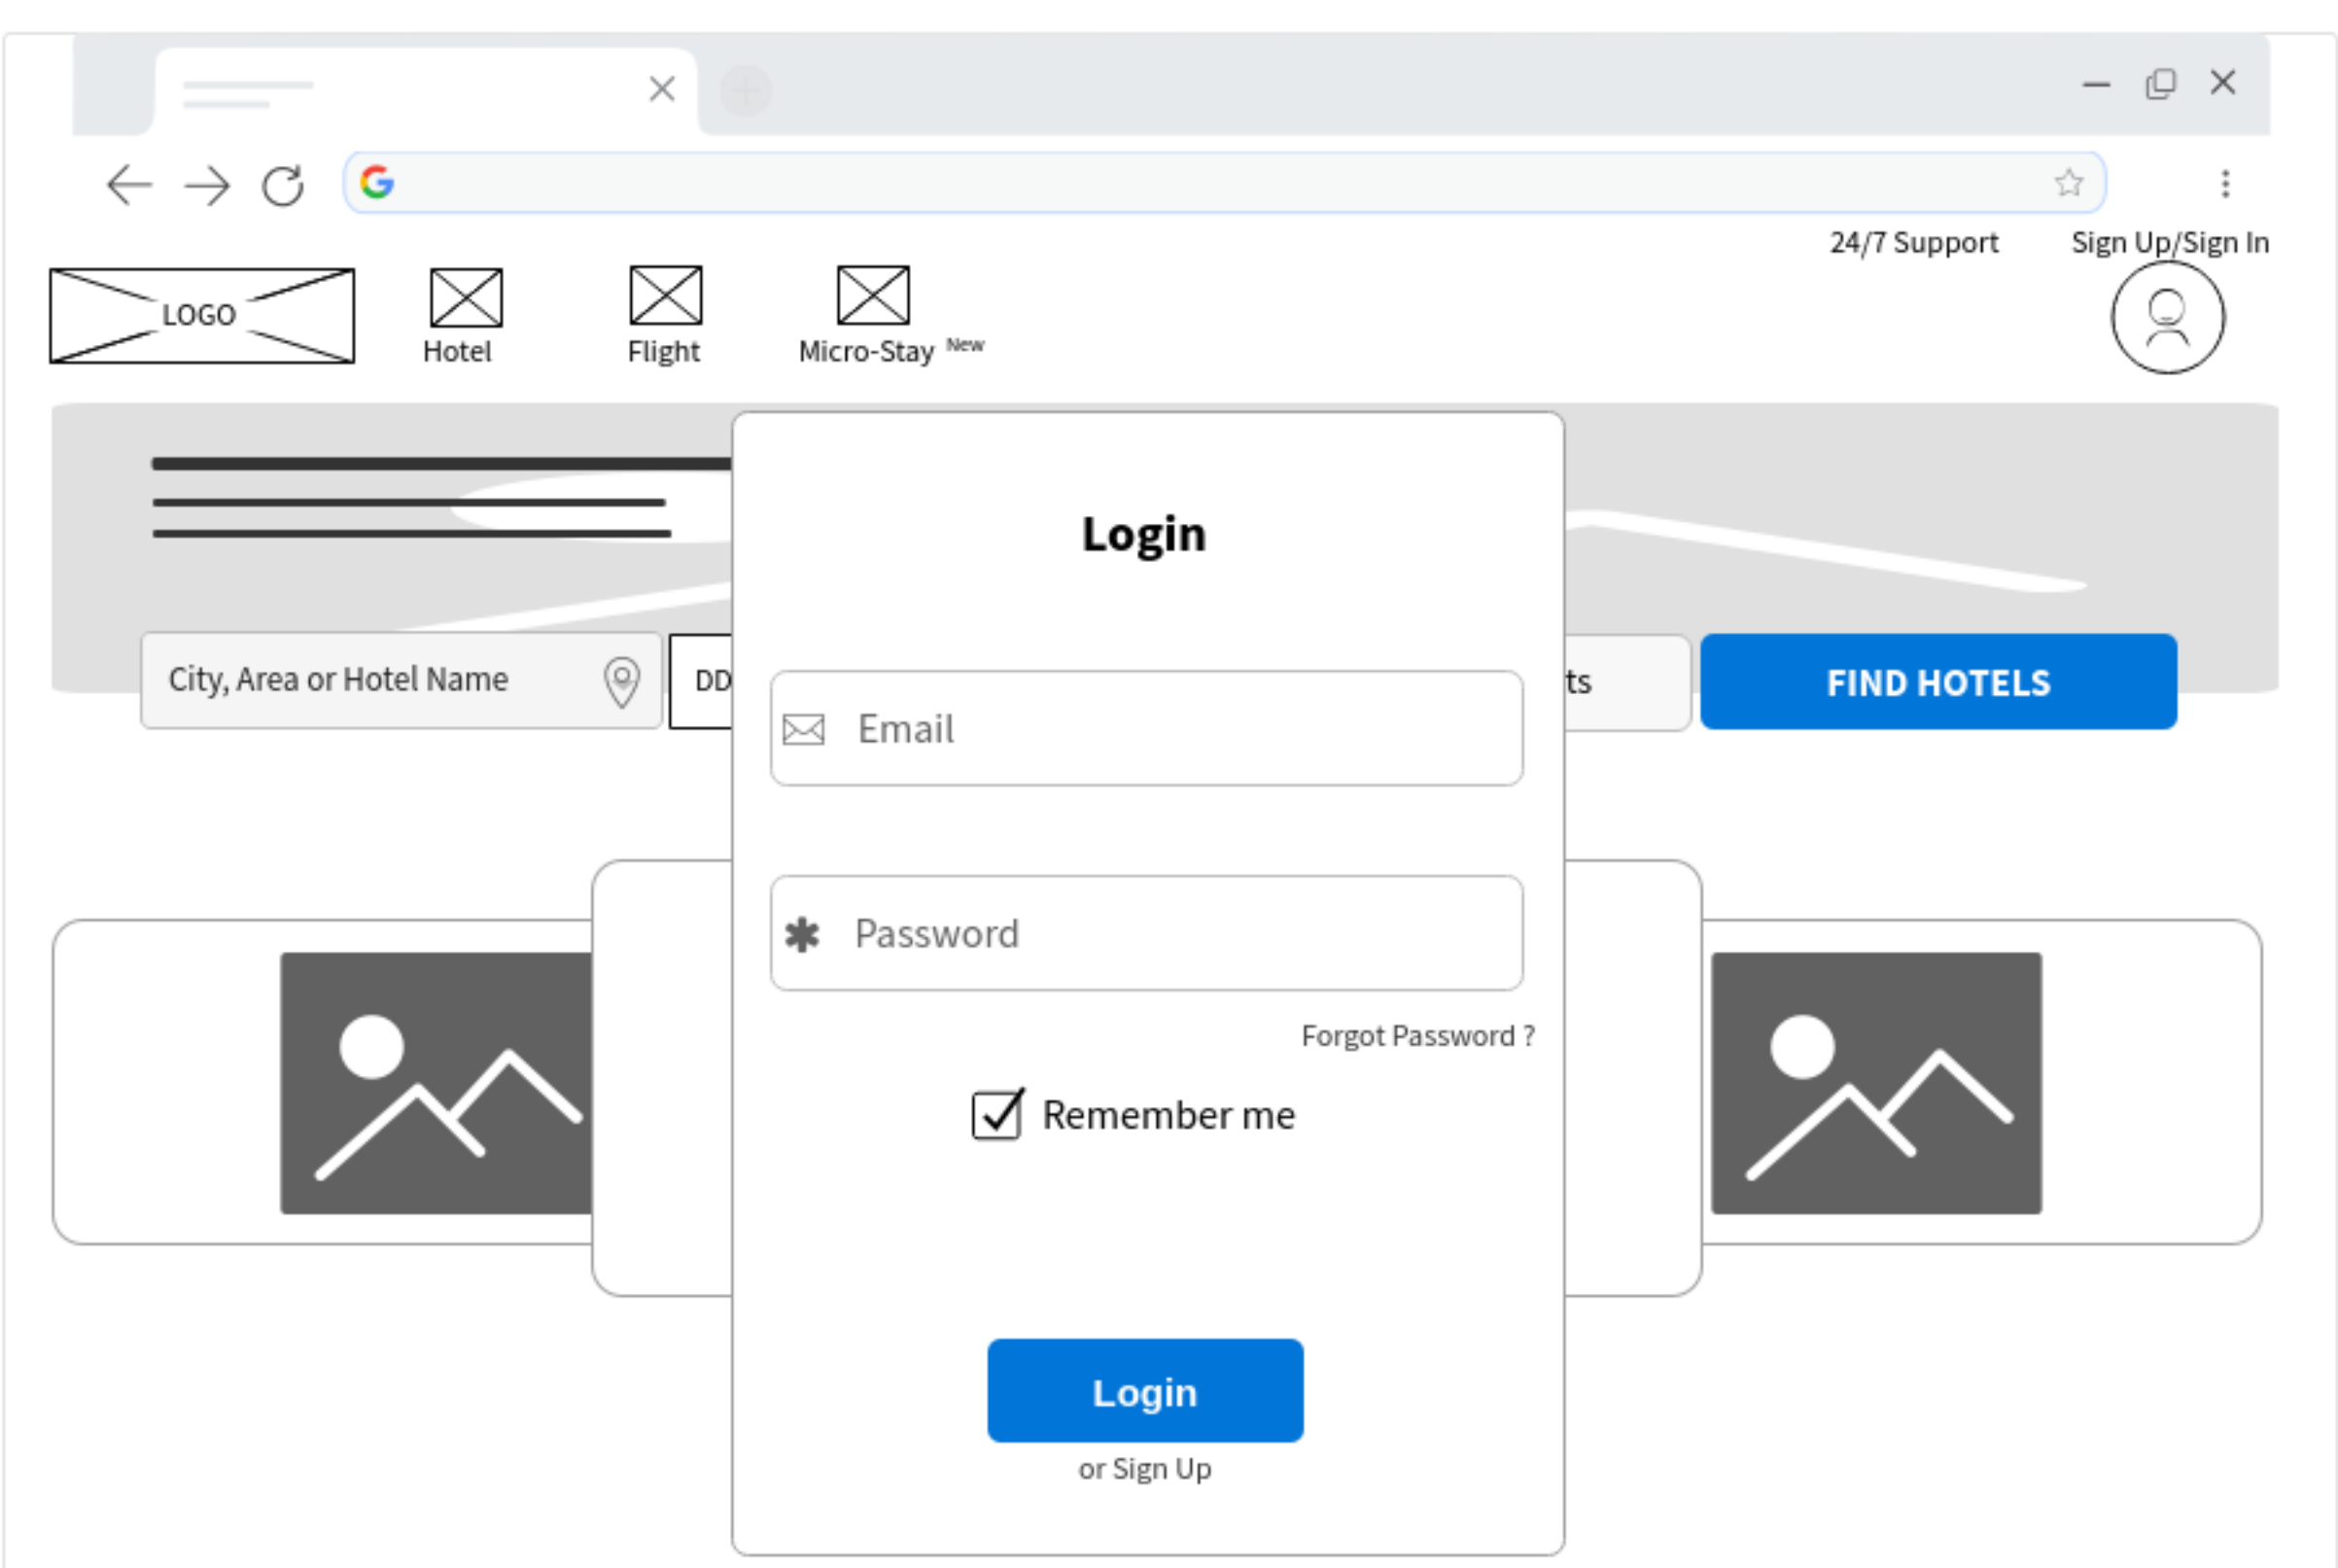 24/7 Support
Sign Up/Sign In
LOGO
Hotel
Flight
Micro-Stay New
Login
City, Area or Hotel Name
DD
ts
FIND HOTELS
Email
Password
Forgot Password ?
Remember me
Login
or Sign Up